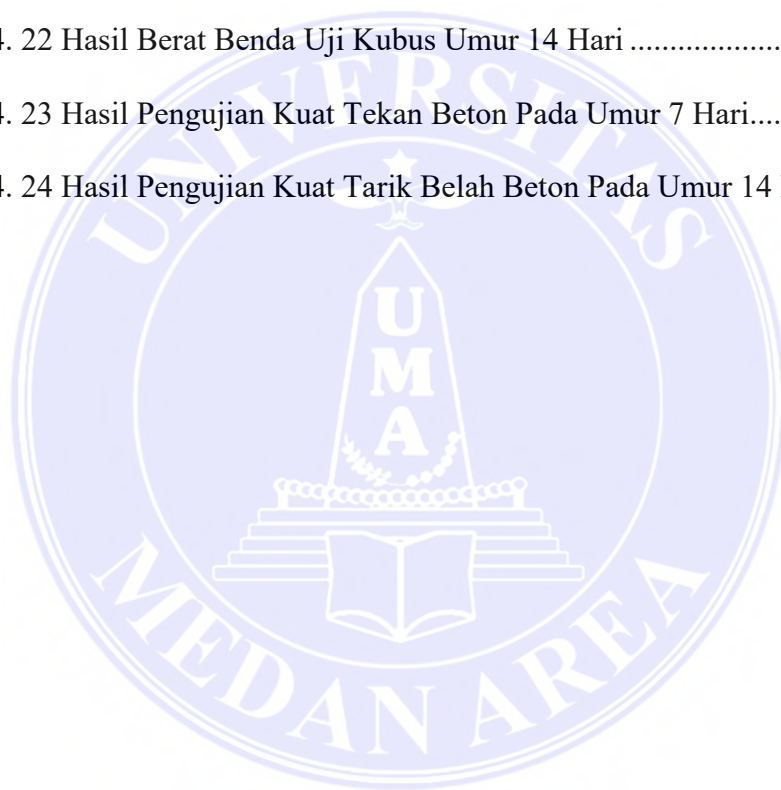 4. 22 Hasil Berat Benda Uji Kubus Umur 14 Hari ...................
4. 23 Hasil Pengujian Kuat Tekan Beton Pada Umur 7 Hari....
4. 24 Hasil Pengujian Kuat Tarik Belah Beton Pada Umur 14
UNIVERSITAS
U
M
A
MEDAN AREA